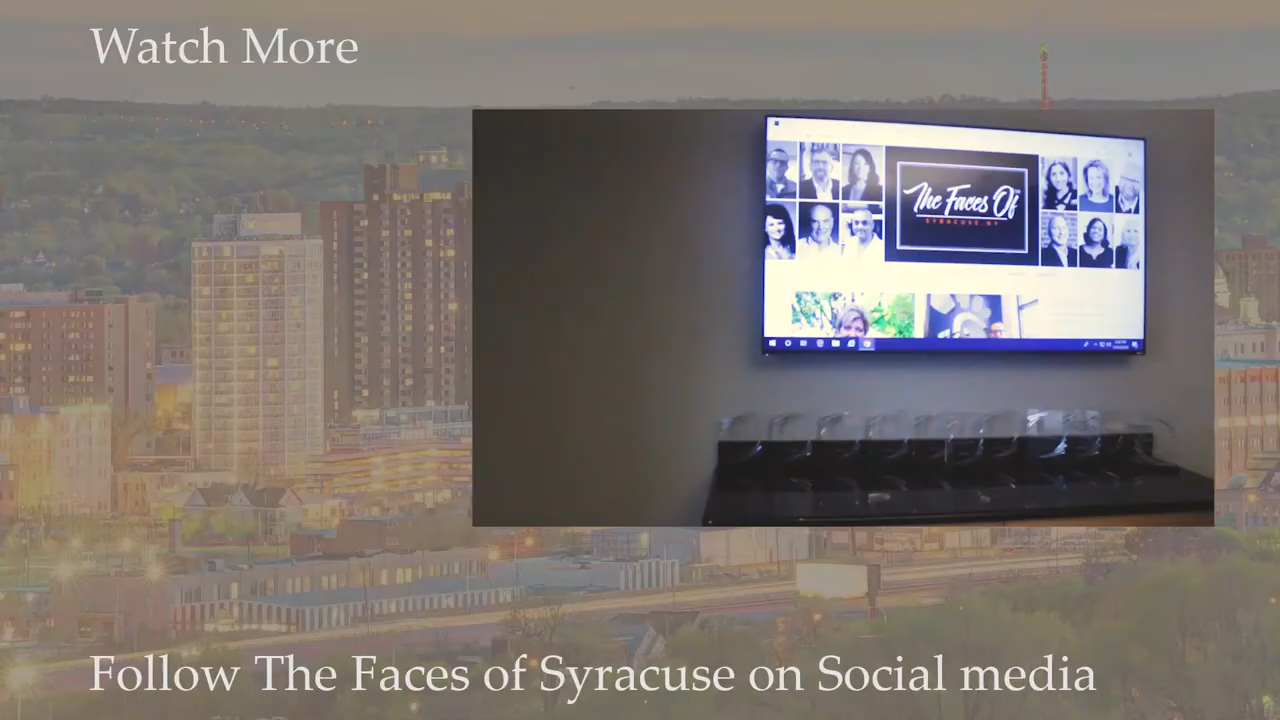 Watch More
The Faces Of
SYRACUSE NY
Follow The Faces of Syracuse on Social media